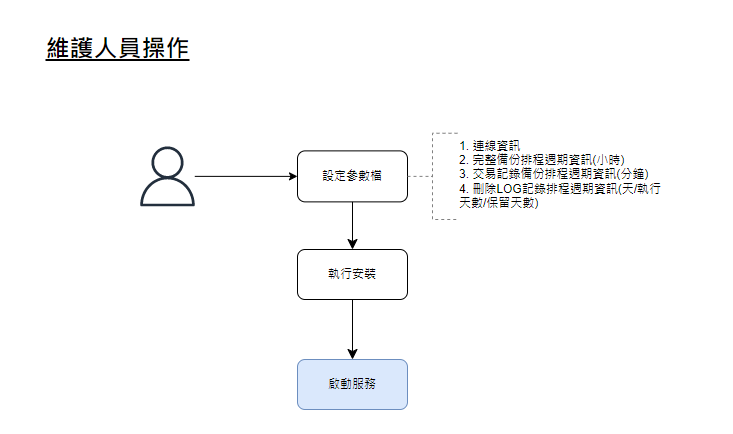 維護人員操作
設定參數檔
1. 連線資訊
2. 完整備份排程週期資訊(小時)
3. 交易記錄備份排程週期資訊(分鐘)
4. 刪除LOG記錄排程週期資訊(天/執行
天數/保留天數)
執行安裝
啟動服務